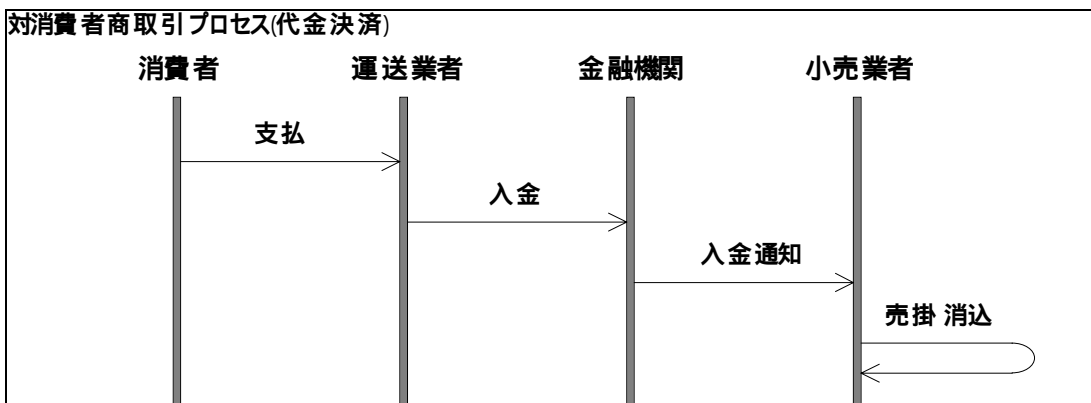 対消費者商取引プロセス(代金決済)
消費者 運送業者 金融機関 小売業者
支払
入金
入金通知
売掛 消込